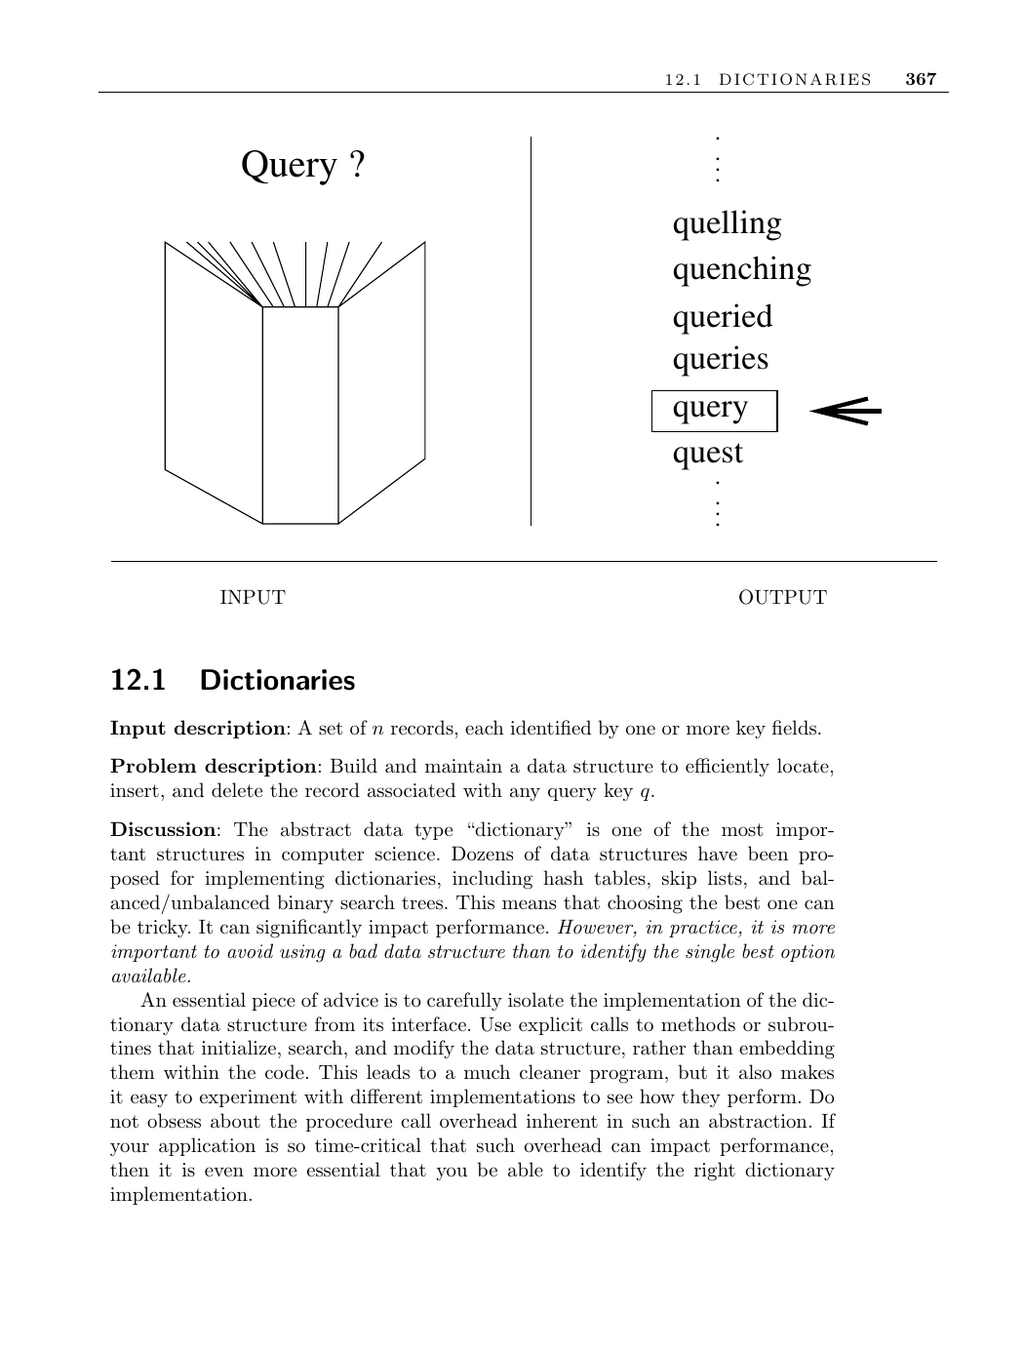 12.1 DICTIONARIES 367
Query ?
quelling
quenching
queried
queries
query
quest
INPUT
OUTPUT
12.1 Dictionaries
Input description: A set of n records, each identified by one or more key fields.
Problem description: Build and maintain a data structure to efficiently locate,
insert, and delete the record associated with any query key q.
Discussion: The abstract data type “dictionary” is one of the most impor-
tant structures in computer science. Dozens of data structures have been pro-
posed for implementing dictionaries, including hash tables, skip lists, and bal-
anced/unbalanced binary search trees. This means that choosing the best one can
be tricky. It can significantly impact performance. However, in practice, it is more
important to avoid using a bad data structure than to identify the single best option
available.
An essential piece of advice is to carefully isolate the implementation of the dic-
tionary data structure from its interface. Use explicit calls to methods or subrou-
tines that initialize, search, and modify the data structure, rather than embedding
them within the code. This leads to a much cleaner program, but it also makes
it easy to experiment with different implementations to see how they perform. Do
not obsess about the procedure call overhead inherent in such an abstraction. If
your application is so time-critical that such overhead can impact performance,
then it is even more essential that you be able to identify the right dictionary
implementation.